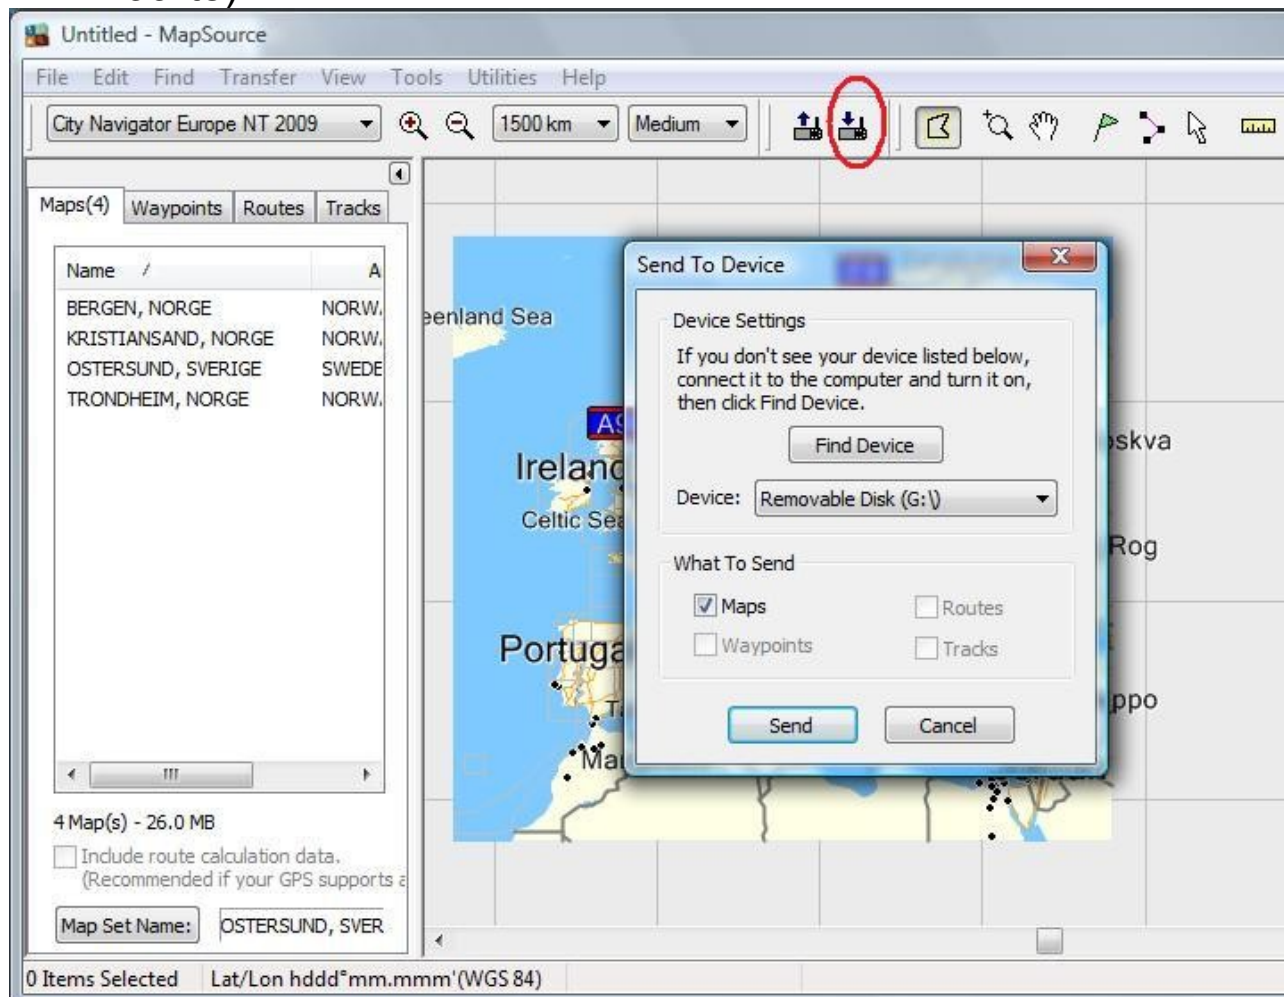 Untitled - MapSource
File Edit Find Transfer View Tools Utilities Help
City Navigator Europe NT 2009 1500 km Medium
Maps(4) Waypoints Routes Tracks
Name A
BERGEN, NORGE NORW.
KRISTIANSAND, NORGE NORW.
OSTERSUND, SVERIGE SWEDE
TRONDHEIM, NORGE NORW.
4 Map(s) - 26.0 MB
Include route calculation data.
(Recommended if your GPS supports a
Map Set Name: OSTERSUND, SVER
0 Items Selected Lat/Lon hddd°mm.mmm'(WGS 84)
eenland Sea
Ireland
Celtic Sea
Portuga
Ma
oskva
Rog
ppo
Send To Device
Device Settings
If you don't see your device listed below,
connect it to the computer and turn it on,
then click Find Device.
Find Device
Device: Removable Disk (G:\)
What To Send
Maps Routes
Waypoints Tracks
Send Cancel